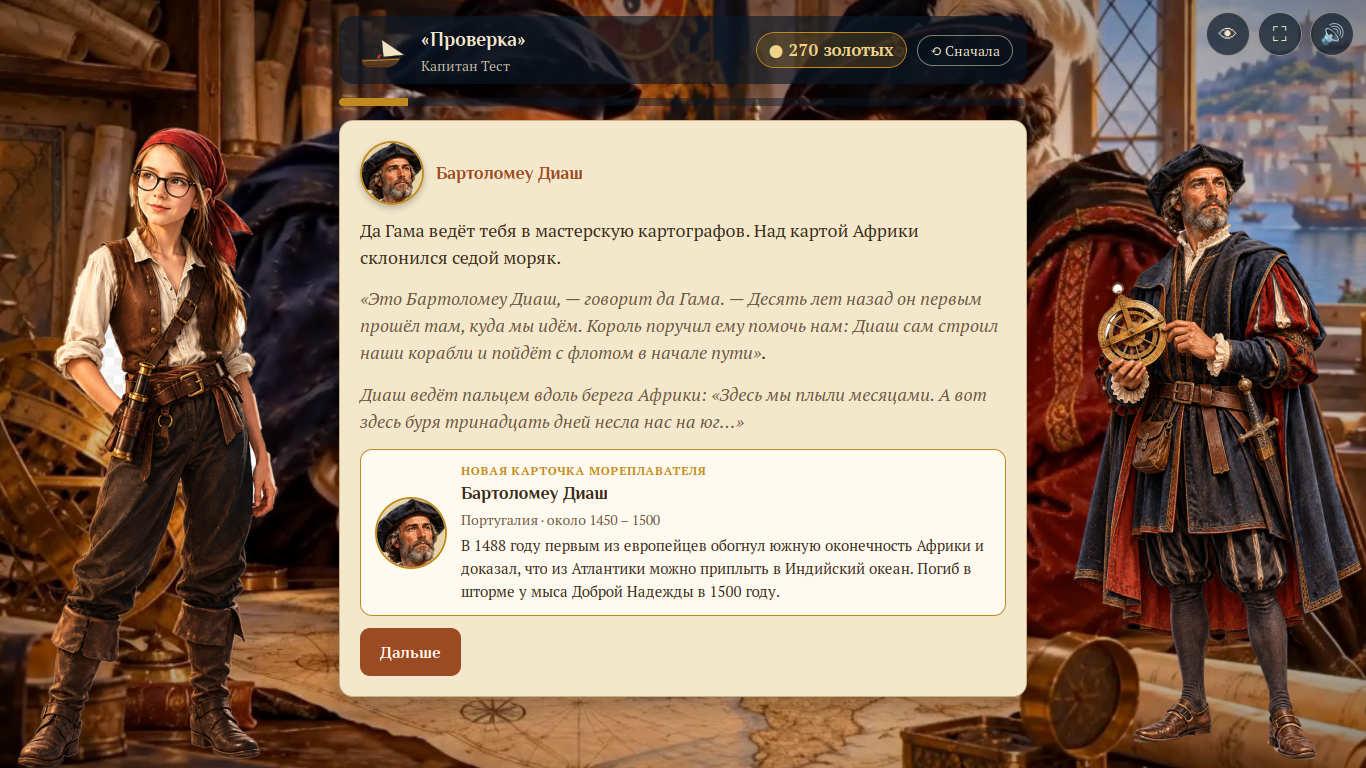 «Проверка»
Капитан Тест
270 золотых
⟲ Сначала
Бартоломеу Диаш
Да Гама ведёт тебя в мастерскую картографов. Над картой Африки
склонился седой моряк.
«Это Бартоломеу Диаш, — говорит да Гама. — Десять лет назад он первым
прошёл там, куда мы идём. Король поручил ему помочь нам: Диаш сам строил
наши корабли и пойдёт с флотом в начале пути».
Диаш ведёт пальцем вдоль берега Африки: «Здесь мы плыли месяцами. А вот
здесь буря тринадцать дней несла нас на юг…»
НОВАЯ КАРТОЧКА МОРЕПЛАВАТЕЛЯ
Бартоломеу Диаш
Португалия · около 1450 – 1500
В 1488 году первым из европейцев обогнул южную оконечность Африки и
доказал, что из Атлантики можно приплыть в Индийский океан. Погиб в
шторме у мыса Доброй Надежды в 1500 году.
Дальше